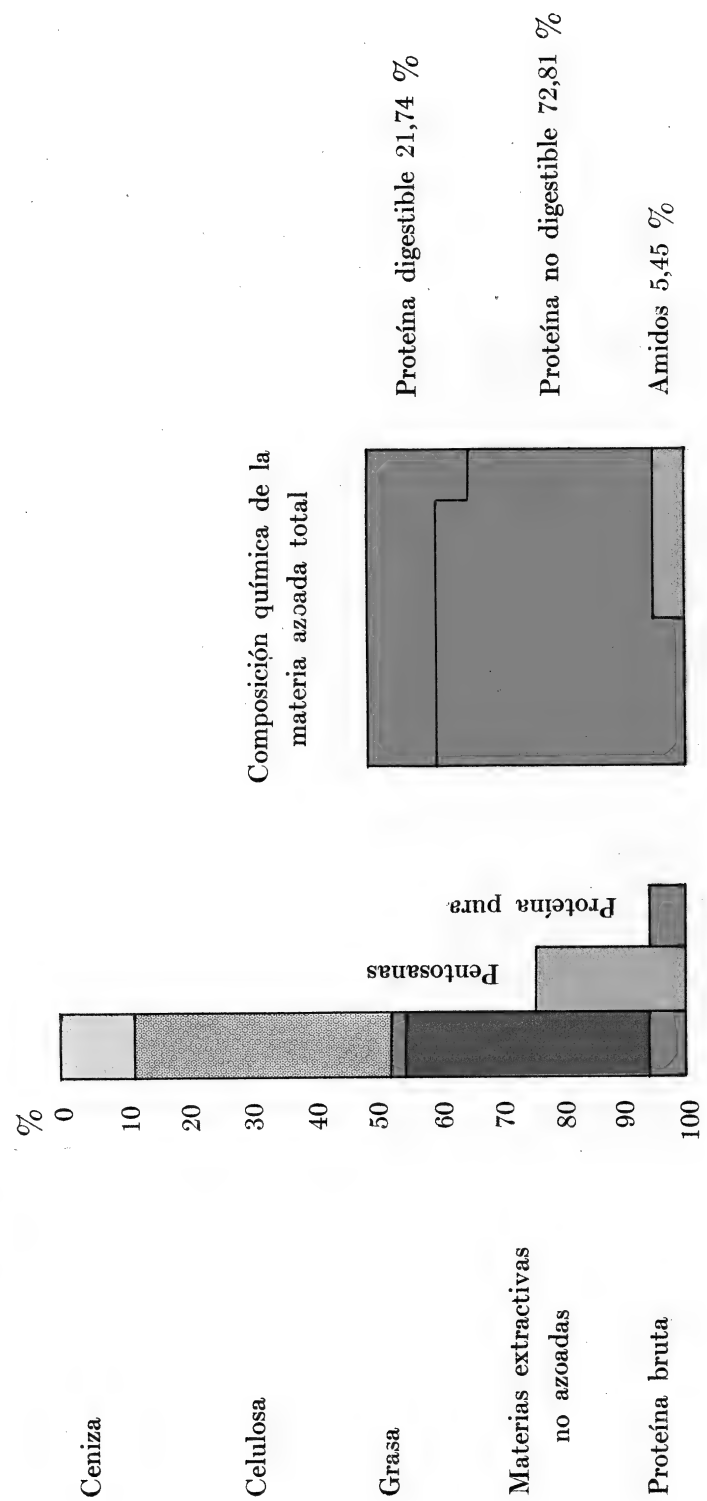 Ceniza
Celulosa
Grasa
Materias extractivas
no azoadas
Proteína bruta
%
0
10
20
30
40
50
60
70
80
90
100
Pentosanas
Proteína pura
Composición química de la
materia azoada total
Proteína digestible 21,74 %
Proteína no digestible 72,81 %
Amidos 5,45 %